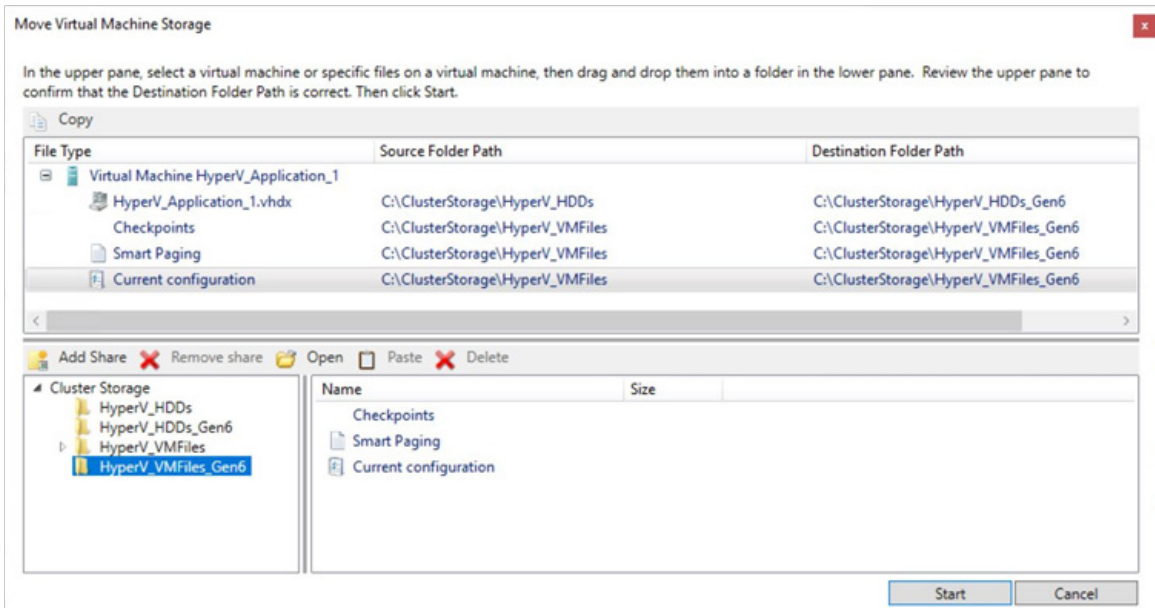 Move Virtual Machine Storage
x
In the upper pane, select a virtual machine or specific files on a virtual machine, then drag and drop them into a folder in the lower pane. Review the upper pane to
confirm that the Destination Folder Path is correct. Then click Start.
Copy
File Type Source Folder Path Destination Folder Path
Virtual Machine HyperV_Application_1
HyperV_Application_1.vhdx C:\ClusterStorage\HyperV_HDDs C:\ClusterStorage\HyperV_HDDs_Gen6
Checkpoints C:\ClusterStorage\HyperV_VMFiles C:\ClusterStorage\HyperV_VMFiles_Gen6
Smart Paging C:\ClusterStorage\HyperV_VMFiles C:\ClusterStorage\HyperV_VMFiles_Gen6
Current configuration C:\ClusterStorage\HyperV_VMFiles C:\ClusterStorage\HyperV_VMFiles_Gen6
Add Share Remove share Open Paste Delete
Cluster Storage
HyperV_HDDs
HyperV_HDDs_Gen6
HyperV_VMFiles
HyperV_VMFiles_Gen6
Name Size
Checkpoints
Smart Paging
Current configuration
Start Cancel